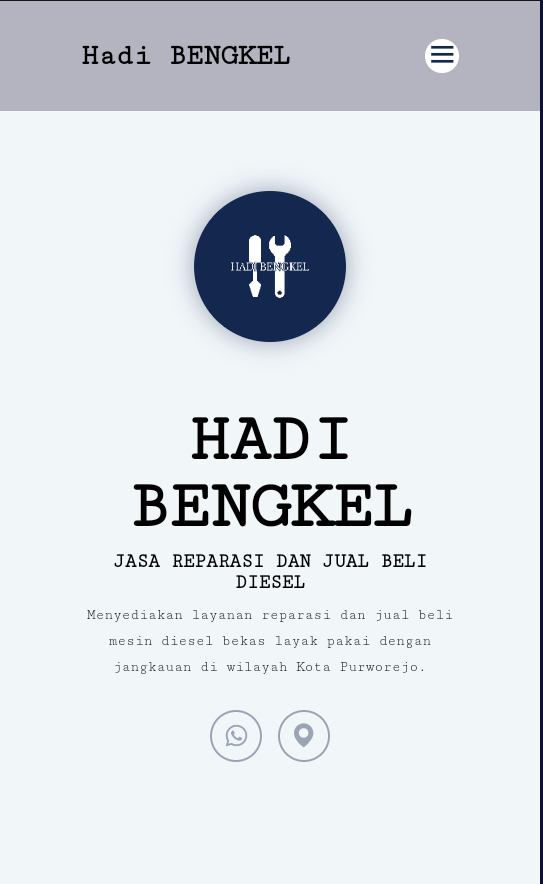 Hadi BENGKEL
HADI BENGKEL
HADI
BENGKEL
JASA REPARASI DAN JUAL BELI
DIESEL
Menyediakan layanan reparasi dan jual beli
mesin diesel bekas layak pakai dengan
jangkauan di wilayah Kota Purworejo.